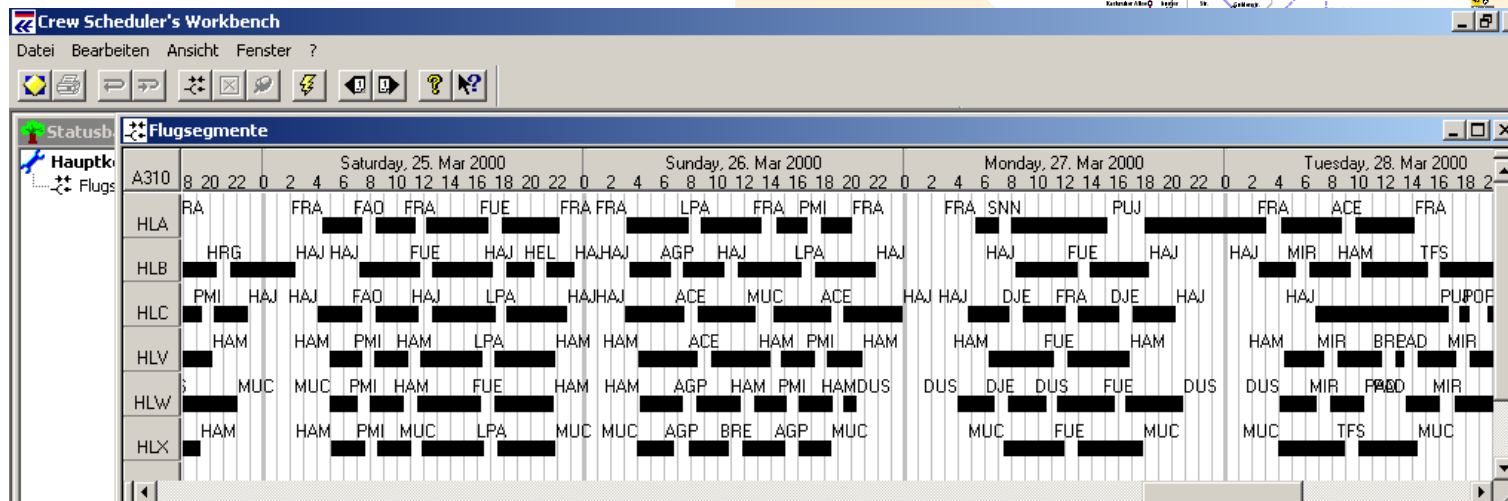 Karlsruher Allee Str.
Crew Scheduler's Workbench
Datei Bearbeiten Ansicht Fenster ?
Statusb Flugsegmente
Hauptk
Flugs
A310 Saturday, 25. Mar 2000 Sunday, 26. Mar 2000 Monday, 27. Mar 2000 Tuesday, 28. Mar 2000
8 20 22 0 2 4 6 8 10 12 14 16 18 20 22 0 2 4 6 8 10 12 14 16 18 20 22 0 2 4 6 8 10 12 14 16 18 20 22 0 2 4 6 8 10 12 14 16 18 2
RA FRA FAO FRA FUE FRA FRA LPA FRA PMI FRA FRA SNN PUJ FRA ACE FRA
HLA
HRG HAJ HAJ FUE HAJ HEL HAJ HAJ AGP HAJ LPA HAJ HAJ FUE HAJ HAJ MIR HAM TFS
HLB
PMI HAJ HAJ FAO HAJ LPA HAJ HAJ ACE MUC ACE HAJ HAJ DJE FRA DJE HAJ HAJ PUJ POP
HLC
HAM HAM PMI HAM LPA HAM HAM ACE HAM PMI HAM HAM FUE HAM HAM MIR BRE PAD MIR
HLV
MUC MUC PMI HAM FUE HAM HAM AGP HAM PMI HAM DUS DUS DJE DUS FUE DUS DUS MIR PAD MIR
HLW
HAM HAM PMI MUC LPA MUC MUC AGP BRE AGP MUC MUC FUE MUC MUC TFS MUC
HLX